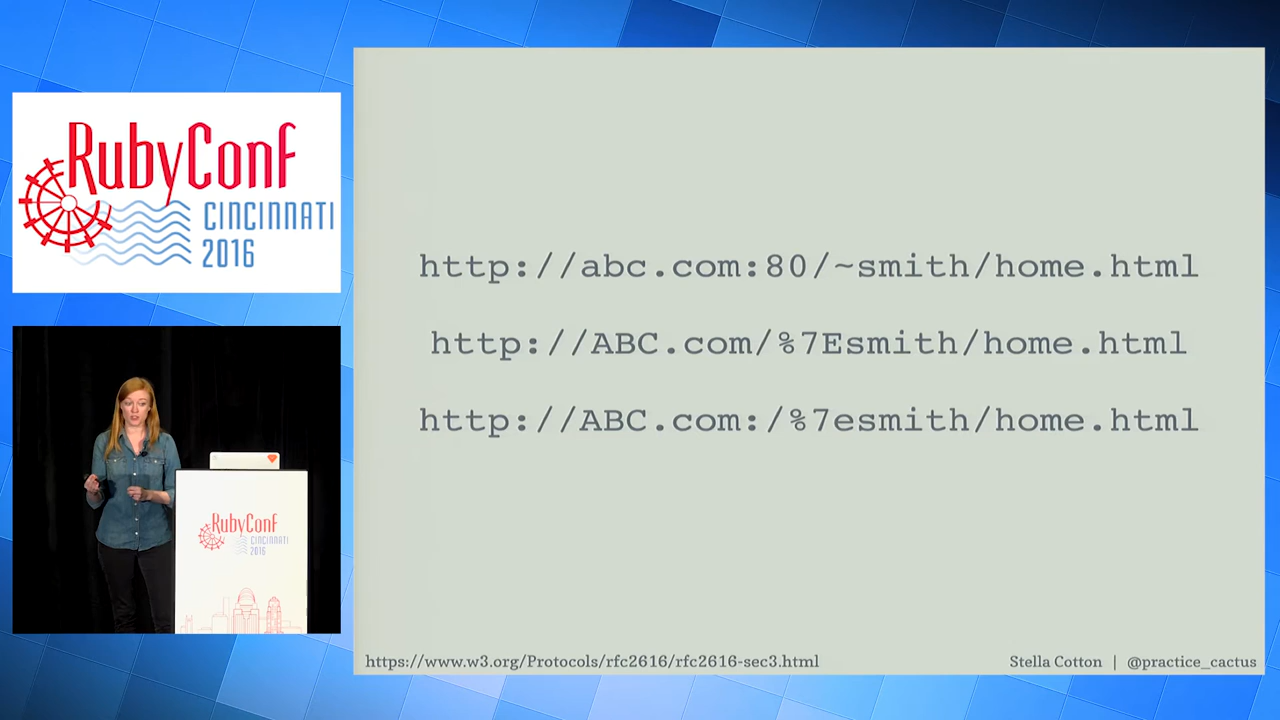 RubyConf
CINCINNATI
2016
http://abc.com:80/~smith/home.html
http://ABC.com/%7Esmith/home.html
http://ABC.com:/%7esmith/home.html
RubyConf
CINCINNATI
2016
https://www.w3.org/Protocols/rfc2616/rfc2616-sec3.html
Stella Cotton | @practice_cactus